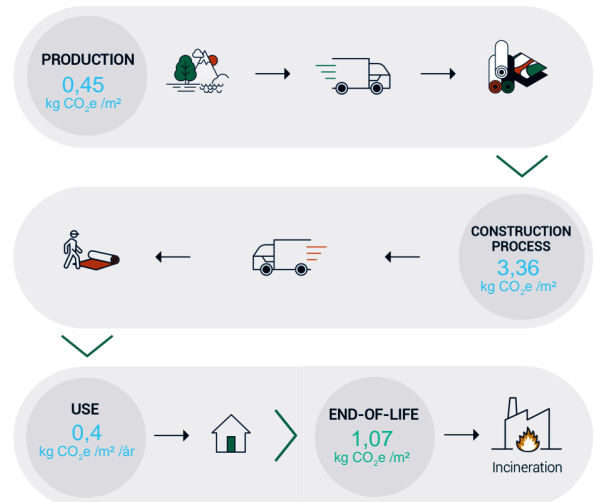 PRODUCTION
0,45
kg CO₂e /m²
CONSTRUCTION
PROCESS
3,36
kg CO₂e /m²
USE
0,4
kg CO₂e /m² /år
END-OF-LIFE
1,07
kg CO₂e /m²
Incineration